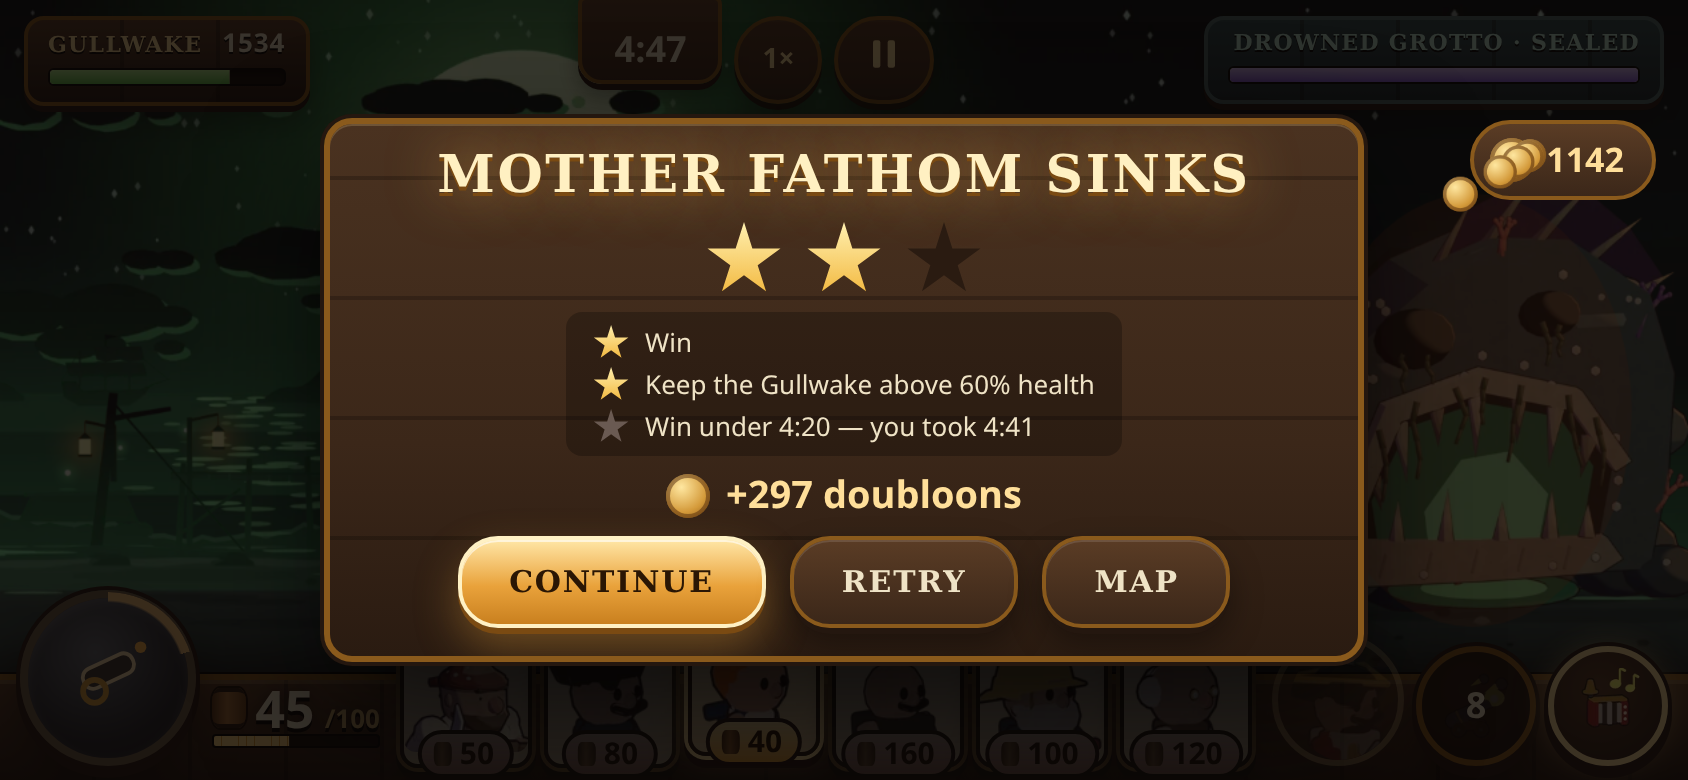 GULLWAKE 1534
4:47
1×
DROWNED GROTTO · SEALED
1142
MOTHER FATHOM SINKS
Win
Keep the Gullwake above 60% health
Win under 4:20 — you took 4:41
+297 doubloons
CONTINUE
RETRY
MAP
45 /100
50
80
40
160
100
120
8